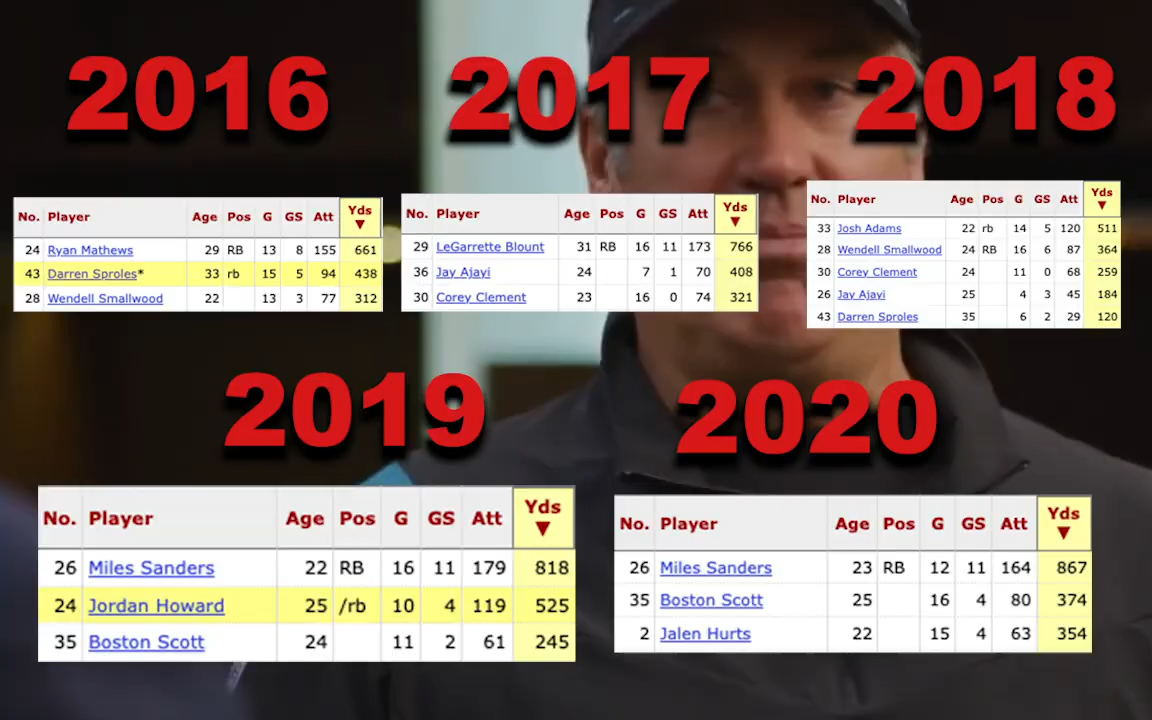 2016
2017
2018
No. Player Age Pos G GS Att Yds ▼
24 Ryan Mathews 29 RB 13 8 155 661
43 Darren Sproles* 33 rb 15 5 94 438
28 Wendell Smallwood 22 13 3 77 312
No. Player Age Pos G GS Att Yds ▼
29 LeGarrette Blount 31 RB 16 11 173 766
36 Jay Ajayi 24 7 1 70 408
30 Corey Clement 23 16 0 74 321
No. Player Age Pos G GS Att Yds ▼
33 Josh Adams 22 rb 14 5 120 511
28 Wendell Smallwood 24 RB 16 6 87 364
30 Corey Clement 24 11 0 68 259
26 Jay Ajayi 25 4 3 45 184
43 Darren Sproles 35 6 2 29 120
2019
2020
No. Player Age Pos G GS Att Yds ▼
26 Miles Sanders 22 RB 16 11 179 818
24 Jordan Howard 25 /rb 10 4 119 525
35 Boston Scott 24 11 2 61 245
No. Player Age Pos G GS Att Yds ▼
26 Miles Sanders 23 RB 12 11 164 867
35 Boston Scott 25 16 4 80 374
2 Jalen Hurts 22 15 4 63 354